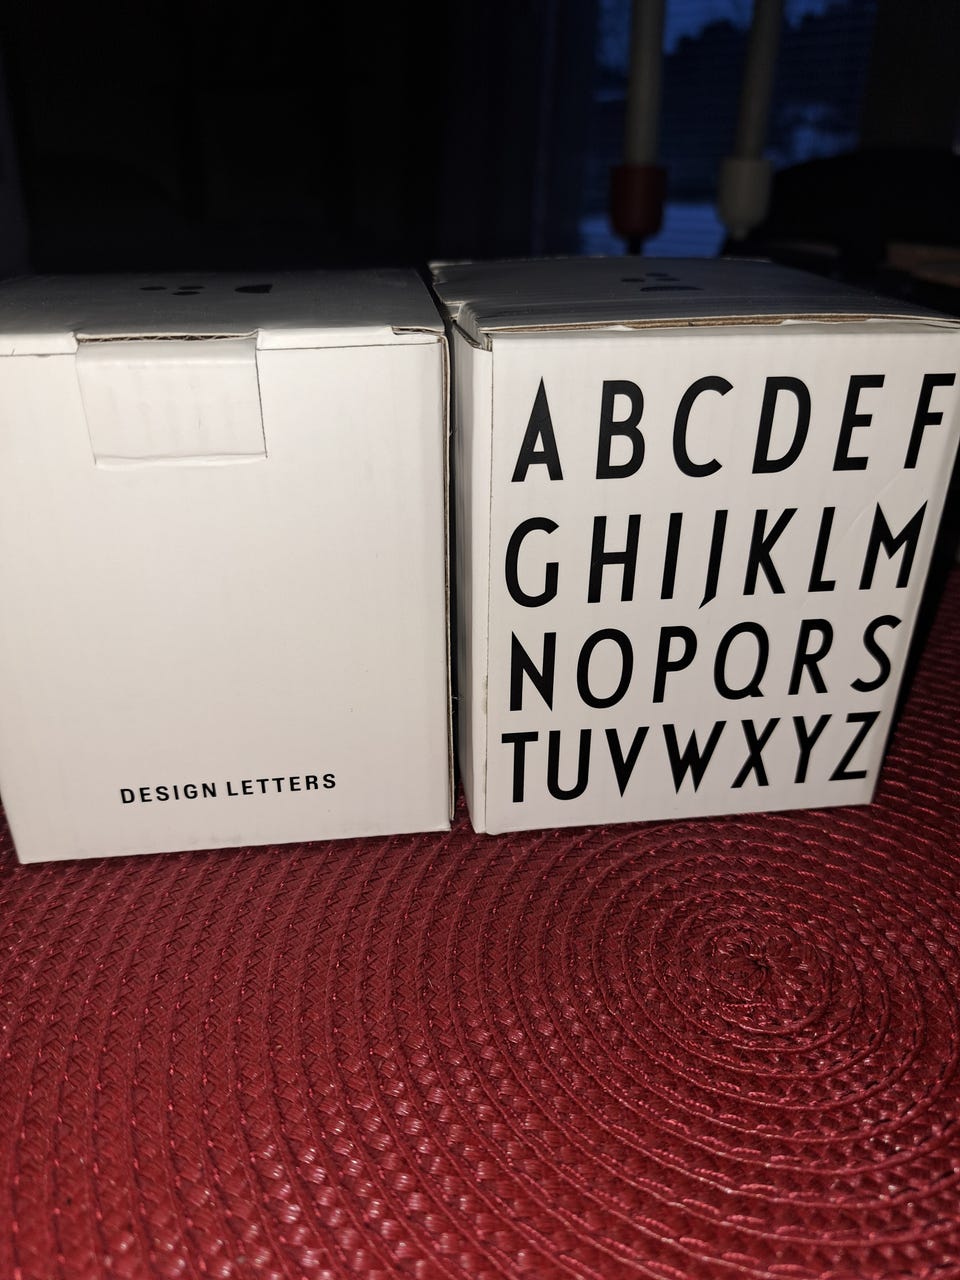 DESIGN LETTERS
ABCDEF
GHIJKLM
NOPQRS
TUVWXYZ